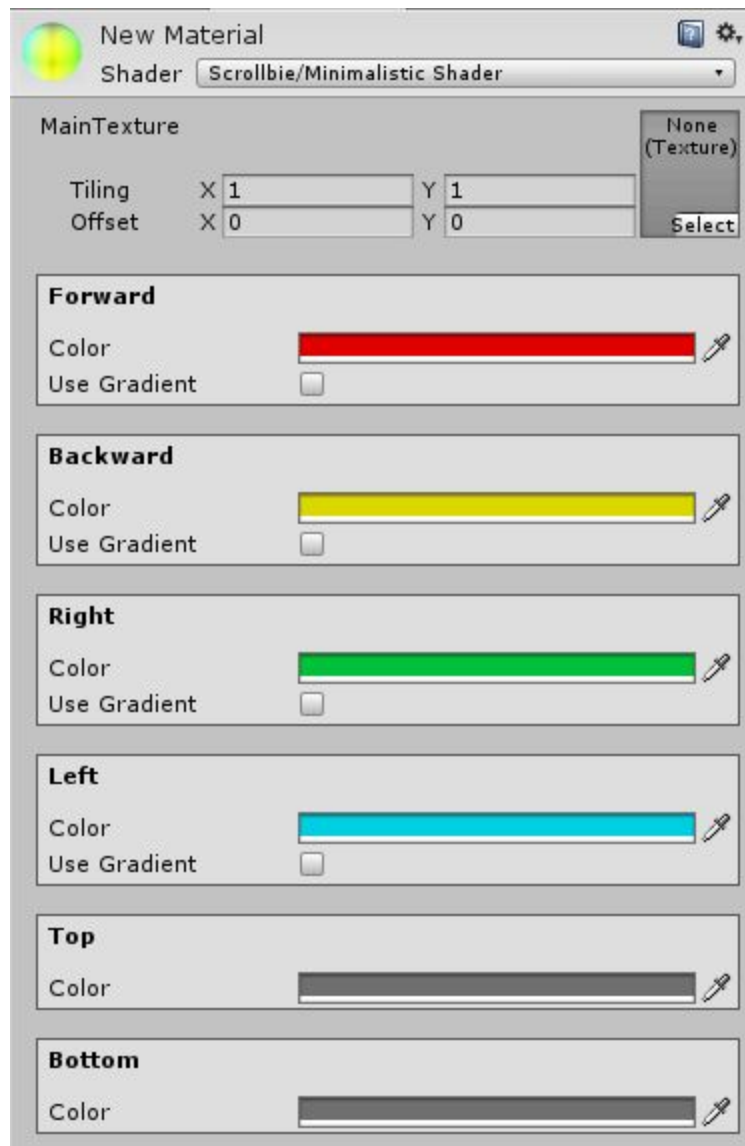 New Material
Shader Scrollbie/Minimalistic Shader
MainTexture
None
(Texture)
Tiling X 1 Y 1
Offset X 0 Y 0
Select
Forward
Color
Use Gradient
Backward
Color
Use Gradient
Right
Color
Use Gradient
Left
Color
Use Gradient
Top
Color
Bottom
Color